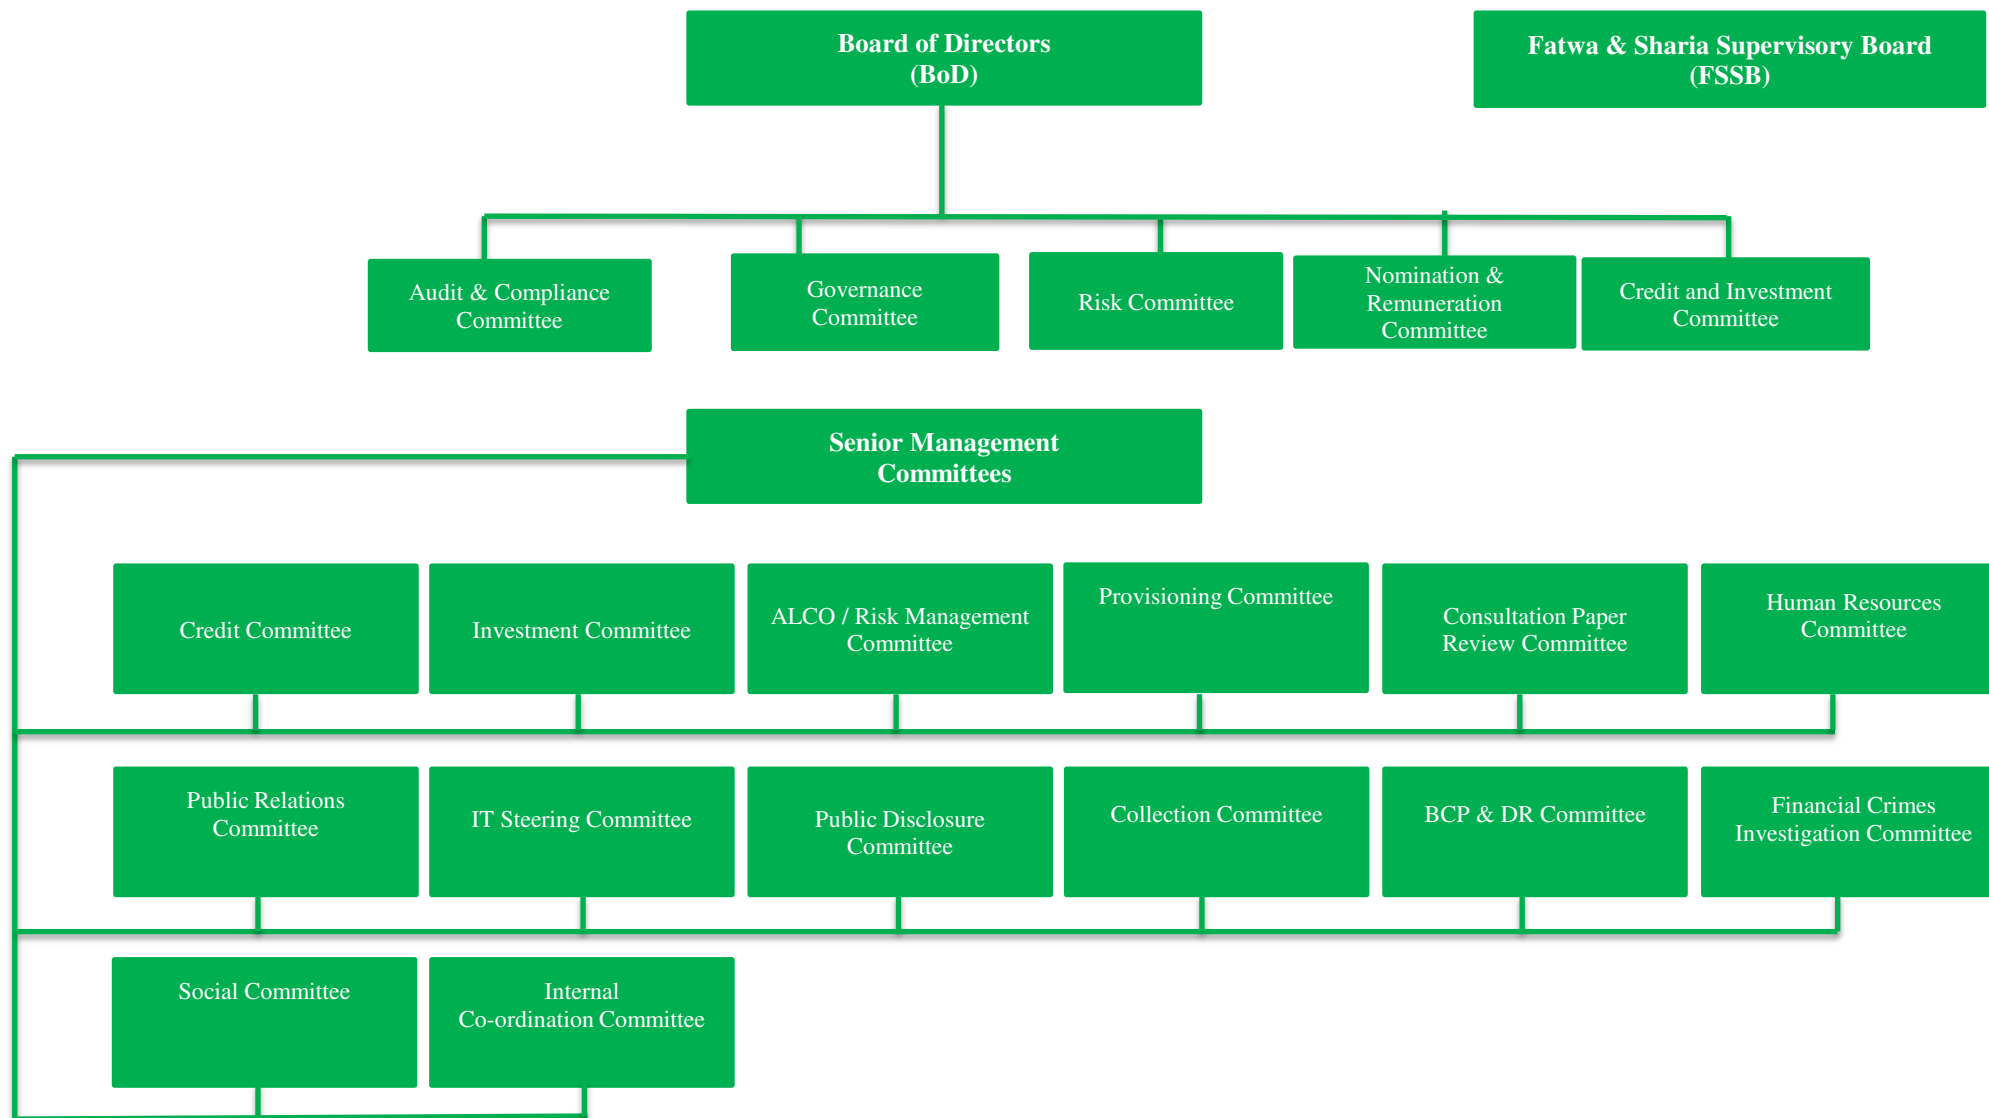 Board of Directors
(BoD)
Fatwa & Sharia Supervisory Board
(FSSB)
Audit & Compliance
Committee
Governance
Committee
Risk Committee
Nomination &
Remuneration
Committee
Credit and Investment
Committee
Senior Management
Committees
Credit Committee
Investment Committee
ALCO / Risk Management
Committee
Provisioning Committee
Consultation Paper
Review Committee
Human Resources
Committee
Public Relations
Committee
IT Steering Committee
Public Disclosure
Committee
Collection Committee
BCP & DR Committee
Financial Crimes
Investigation Committee
Social Committee
Internal
Co-ordination Committee